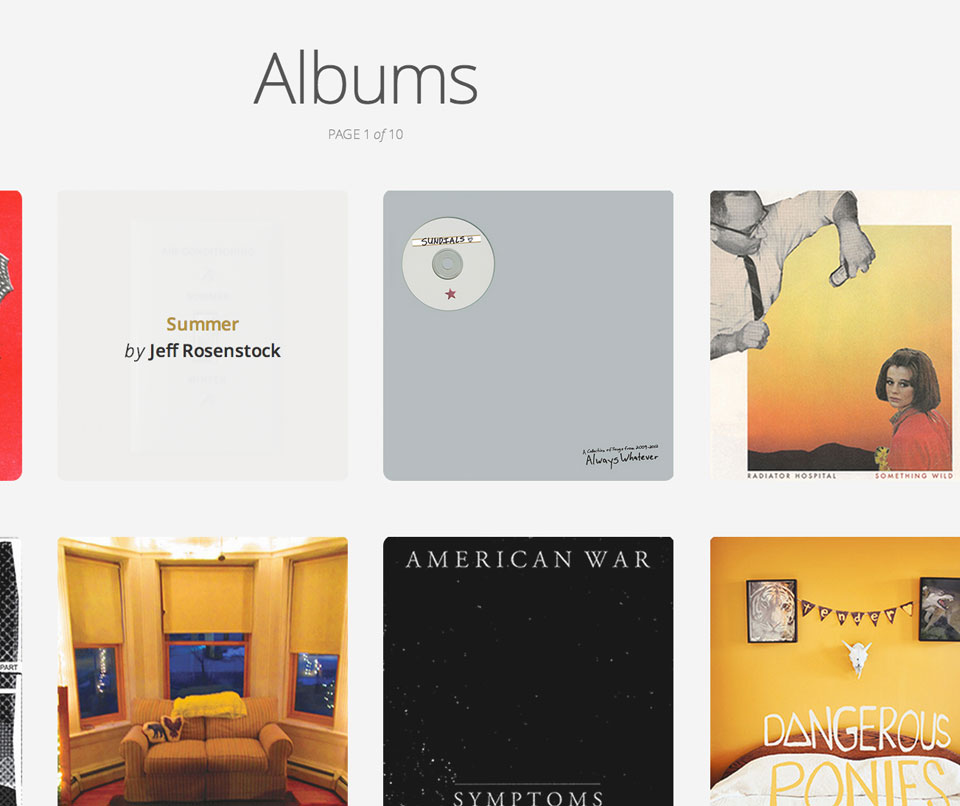 Albums
PAGE 1 of 10
AIR CONDITIONING
SUMMER
Summer
by Jeff Rosenstock
WINTER
SUNDIALS
A Collection of Songs from 2009-2012
Always Whatever
RADIATOR HOSPITAL
SOMETHING WILD
PART
AMERICAN WAR
SYMPTOMS
tender
DANGEROUS
PONIES